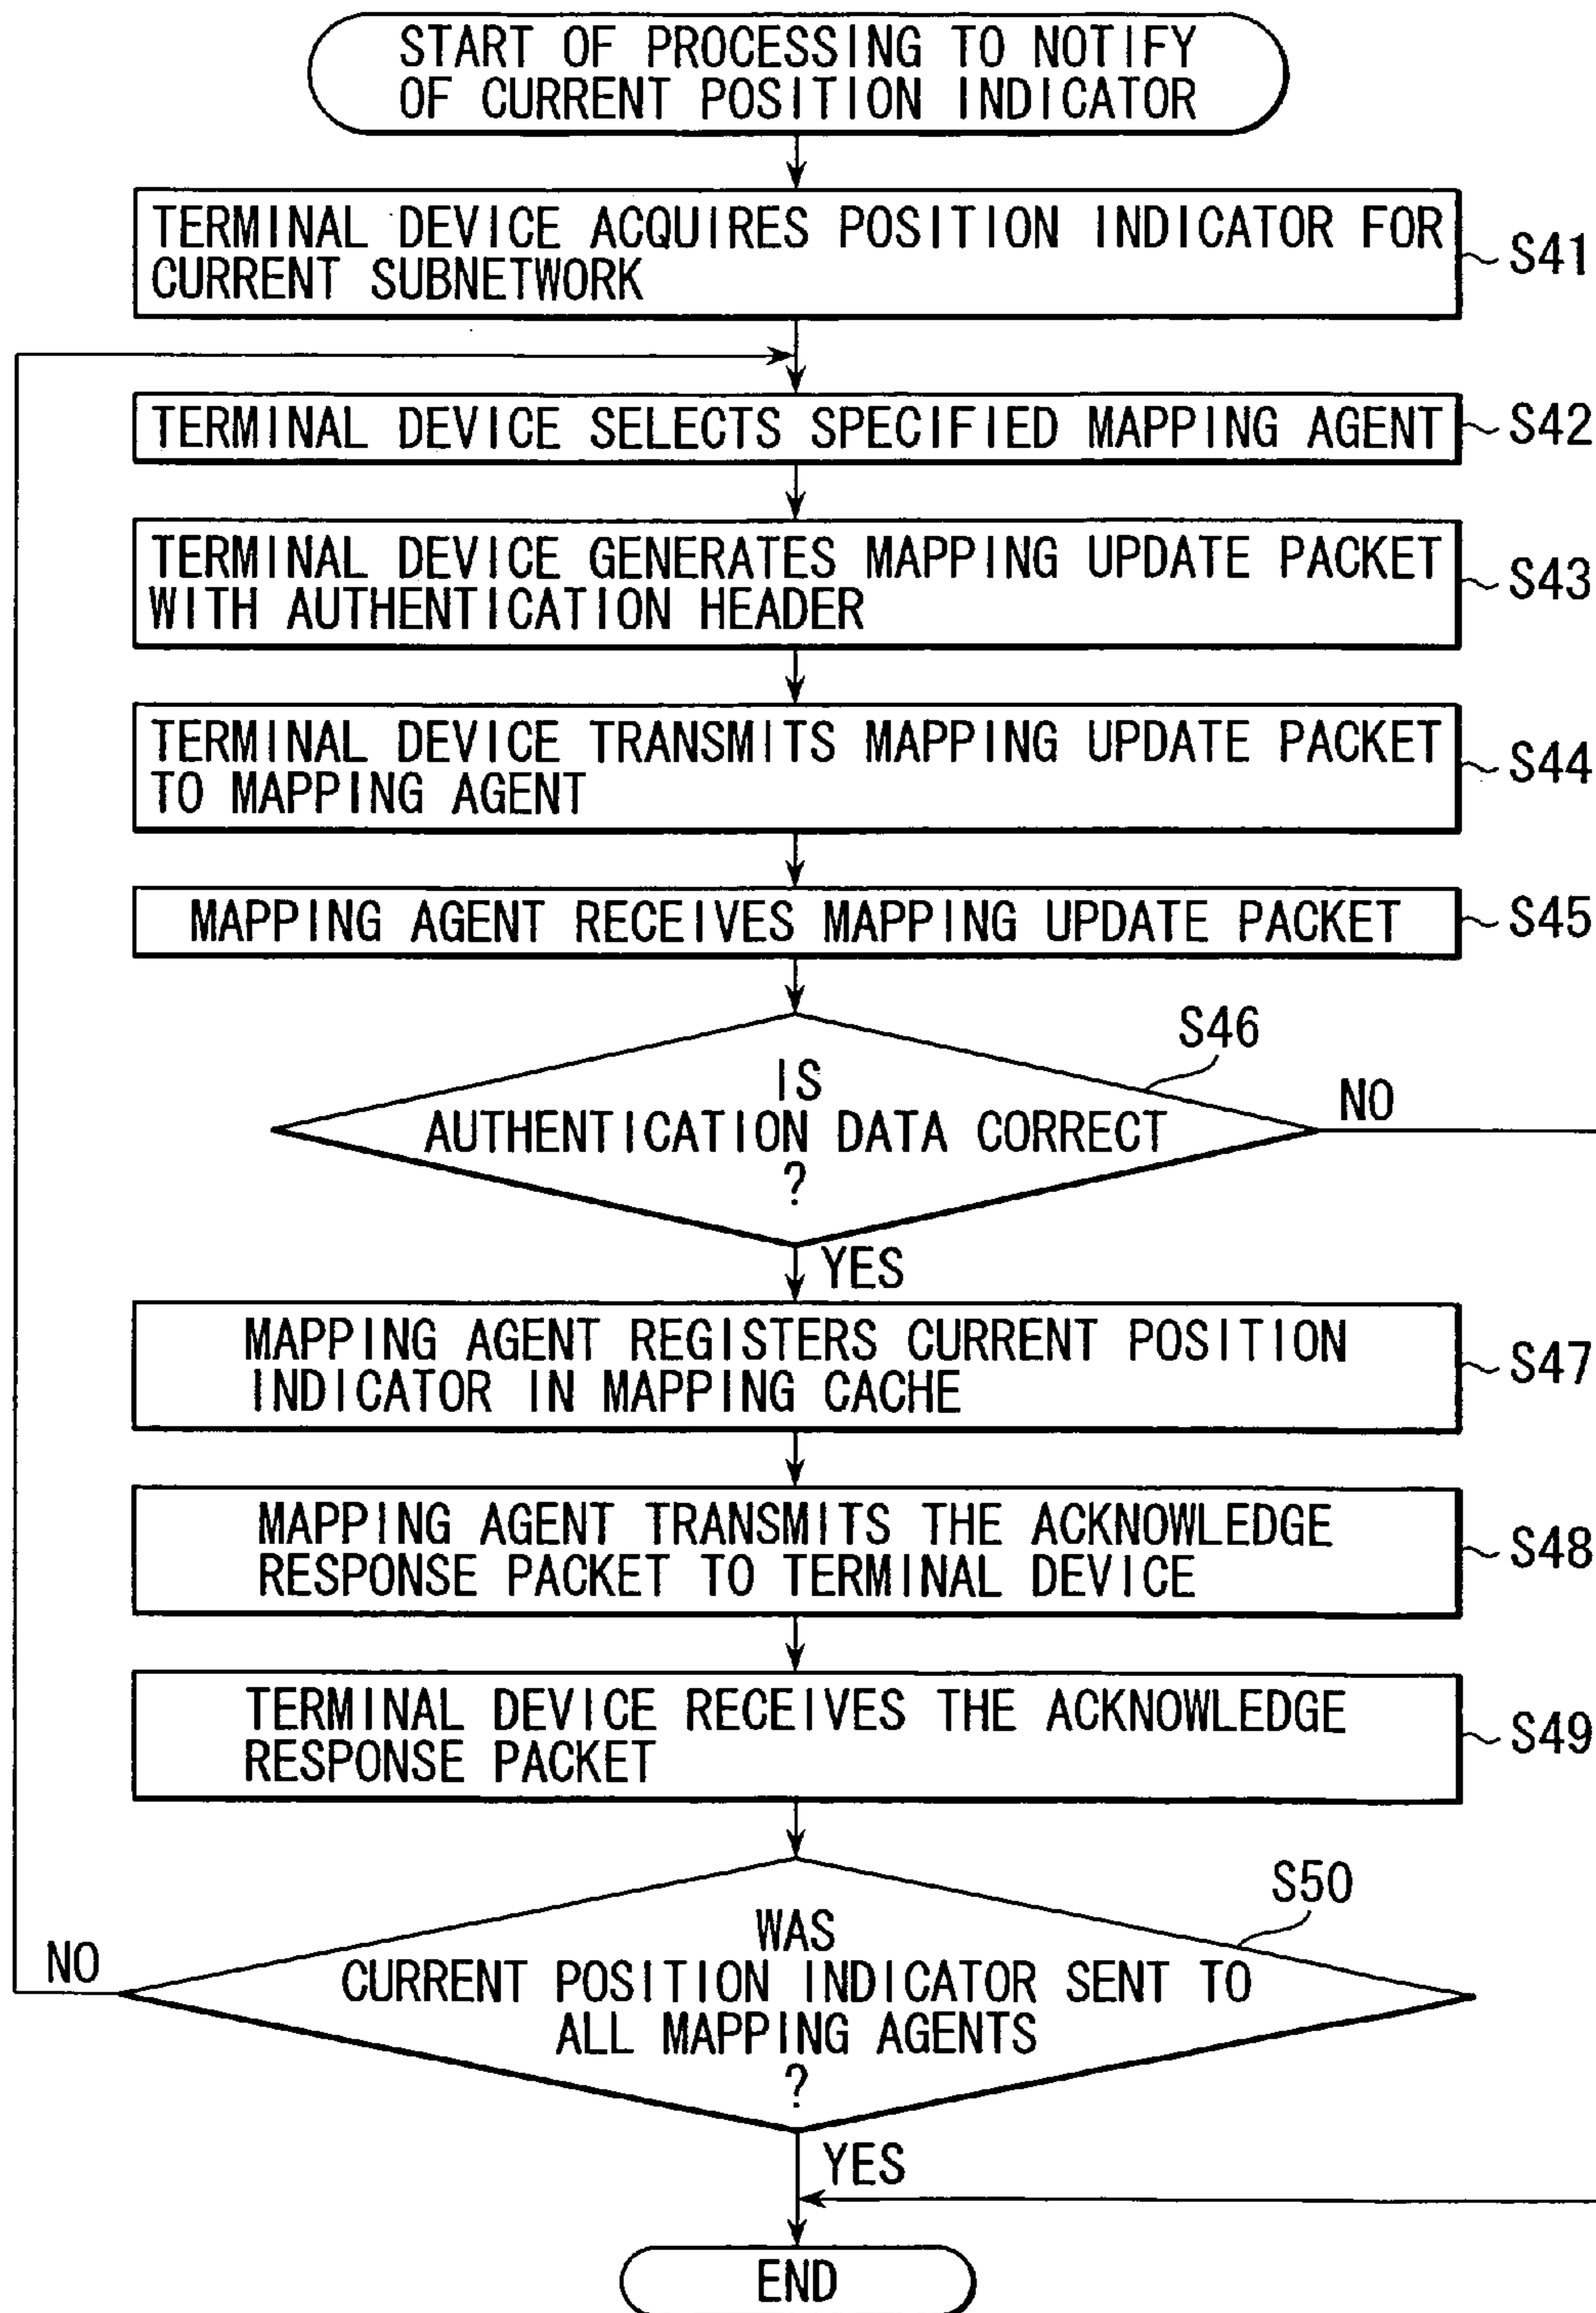 START OF PROCESSING TO NOTIFY
OF CURRENT POSITION INDICATOR
TERMINAL DEVICE ACQUIRES POSITION INDICATOR FOR
CURRENT SUBNETWORK
S41
TERMINAL DEVICE SELECTS SPECIFIED MAPPING AGENT
S42
TERMINAL DEVICE GENERATES MAPPING UPDATE PACKET
WITH AUTHENTICATION HEADER
S43
TERMINAL DEVICE TRANSMITS MAPPING UPDATE PACKET
TO MAPPING AGENT
S44
MAPPING AGENT RECEIVES MAPPING UPDATE PACKET
S45
S46
IS
AUTHENTICATION DATA CORRECT
?
NO
YES
MAPPING AGENT REGISTERS CURRENT POSITION
INDICATOR IN MAPPING CACHE
S47
MAPPING AGENT TRANSMITS THE ACKNOWLEDGE
RESPONSE PACKET TO TERMINAL DEVICE
S48
TERMINAL DEVICE RECEIVES THE ACKNOWLEDGE
RESPONSE PACKET
S49
S50
WAS
CURRENT POSITION INDICATOR SENT TO
ALL MAPPING AGENTS
?
NO
YES
END